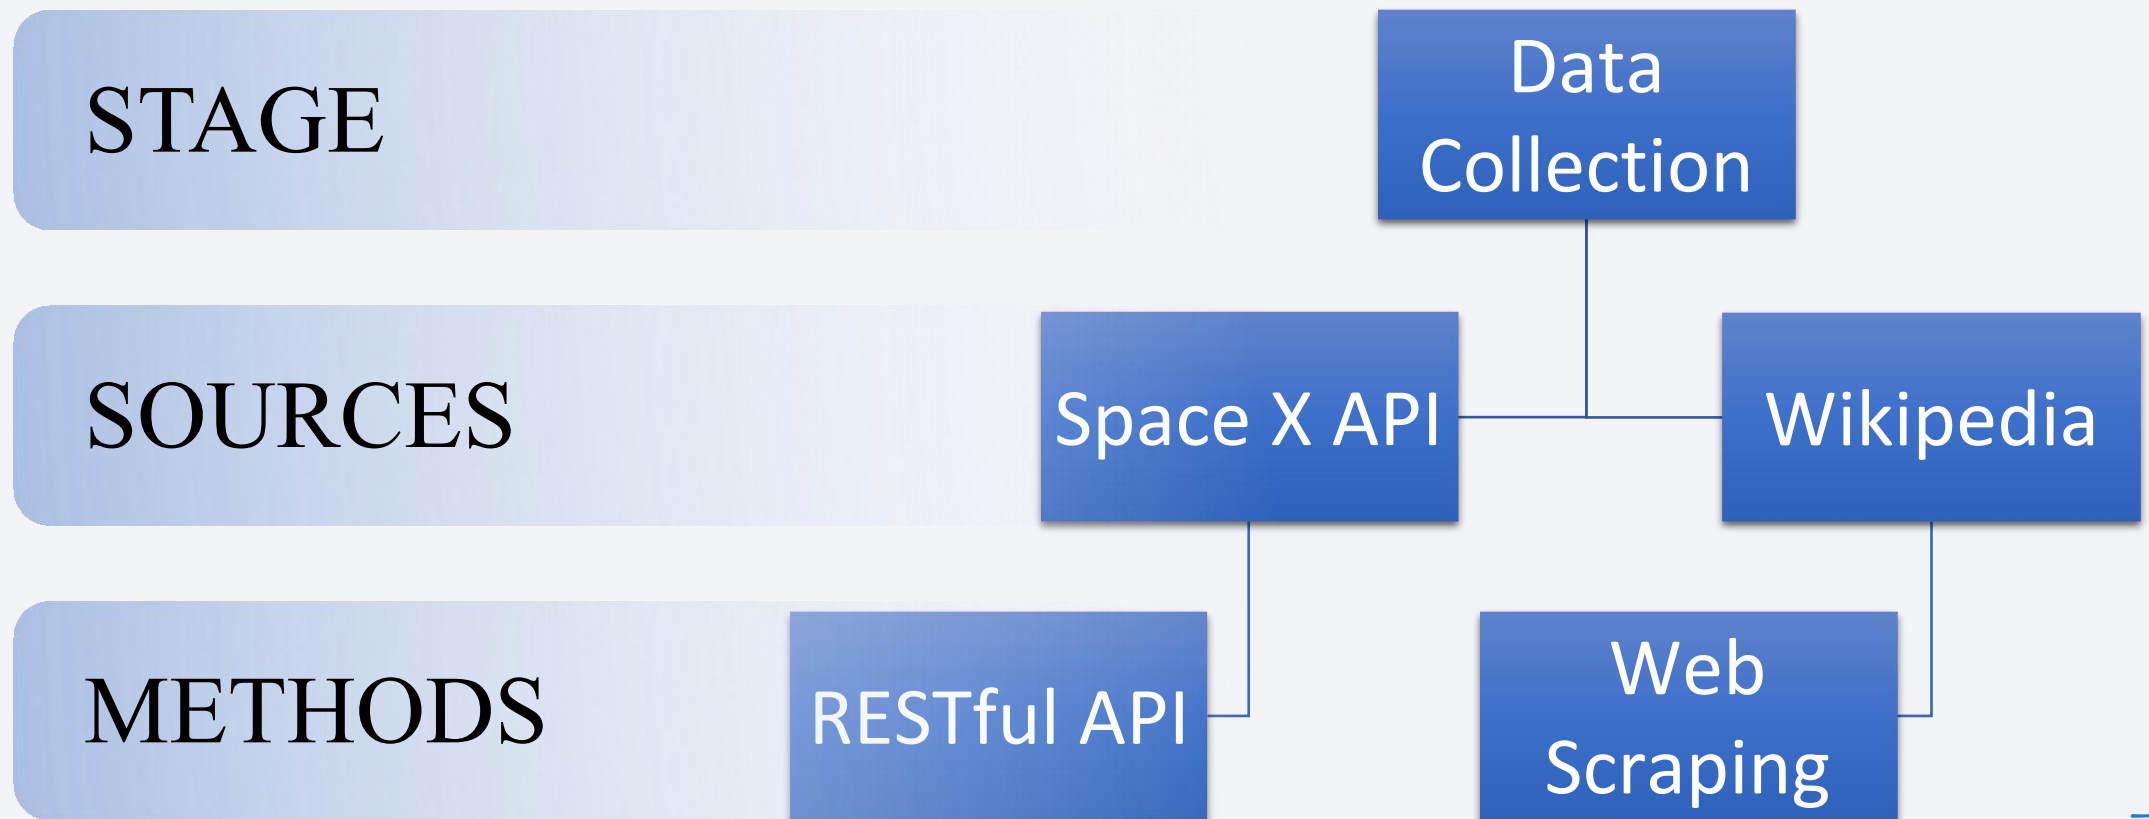 STAGE
Data
Collection
SOURCES
Space X API
Wikipedia
METHODS
RESTful API
Web
Scraping